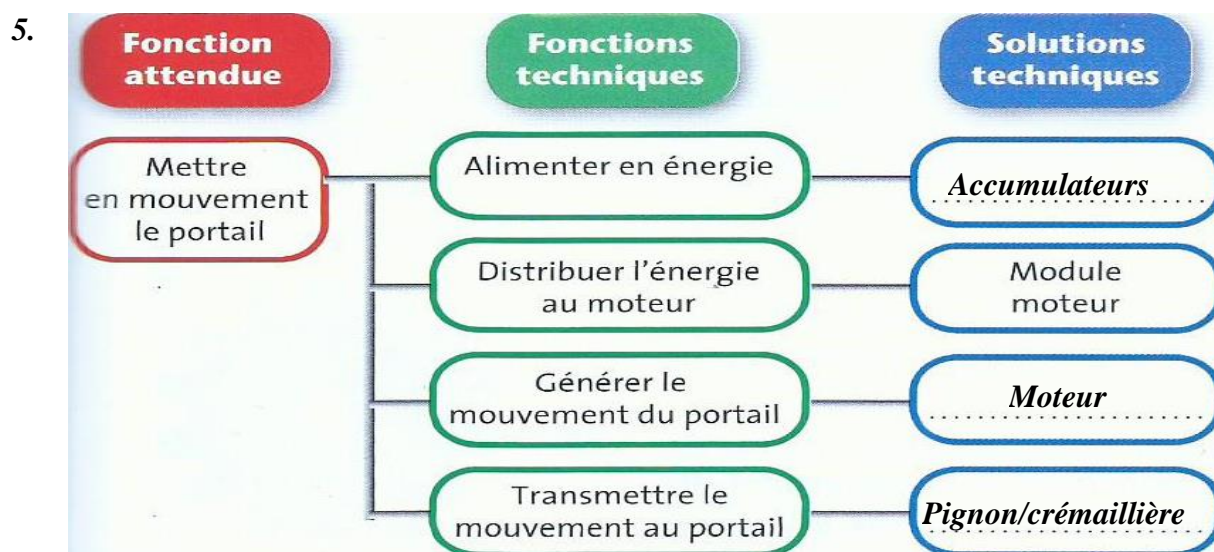 5.
Fonction
attendue
Fonctions
techniques
Solutions
techniques
Mettre
en mouvement
le portail
Alimenter en énergie
Accumulateurs
Distribuer l'énergie
au moteur
Module
moteur
Générer le
mouvement du portail
Moteur
Transmettre le
mouvement au portail
Pignon/crémaillière